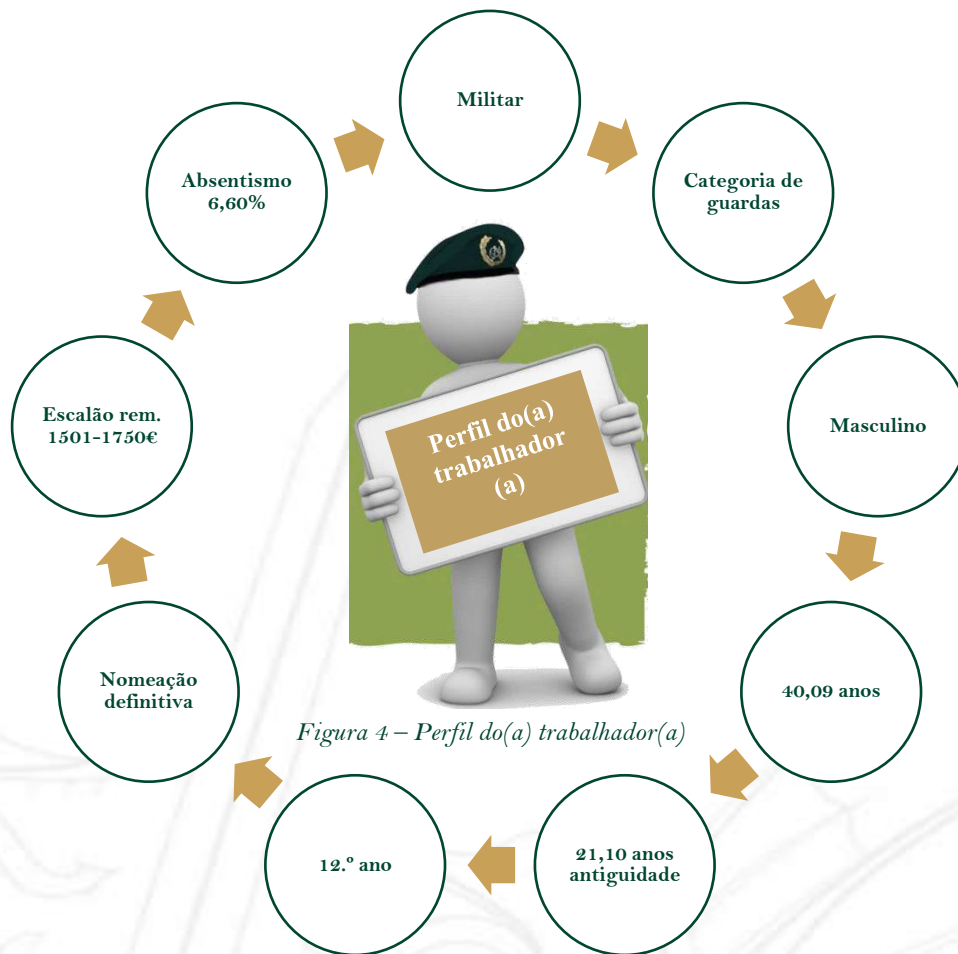 Militar
Categoria de
guardas
Masculino
40,09 anos
21,10 anos
antiguidade
12.º ano
Nomeação
definitiva
Escalão rem.
1501-1750€
Absentismo
6,60%
Perfil do(a)
trabalhador
(a)
Figura 4 – Perfil do(a) trabalhador(a)